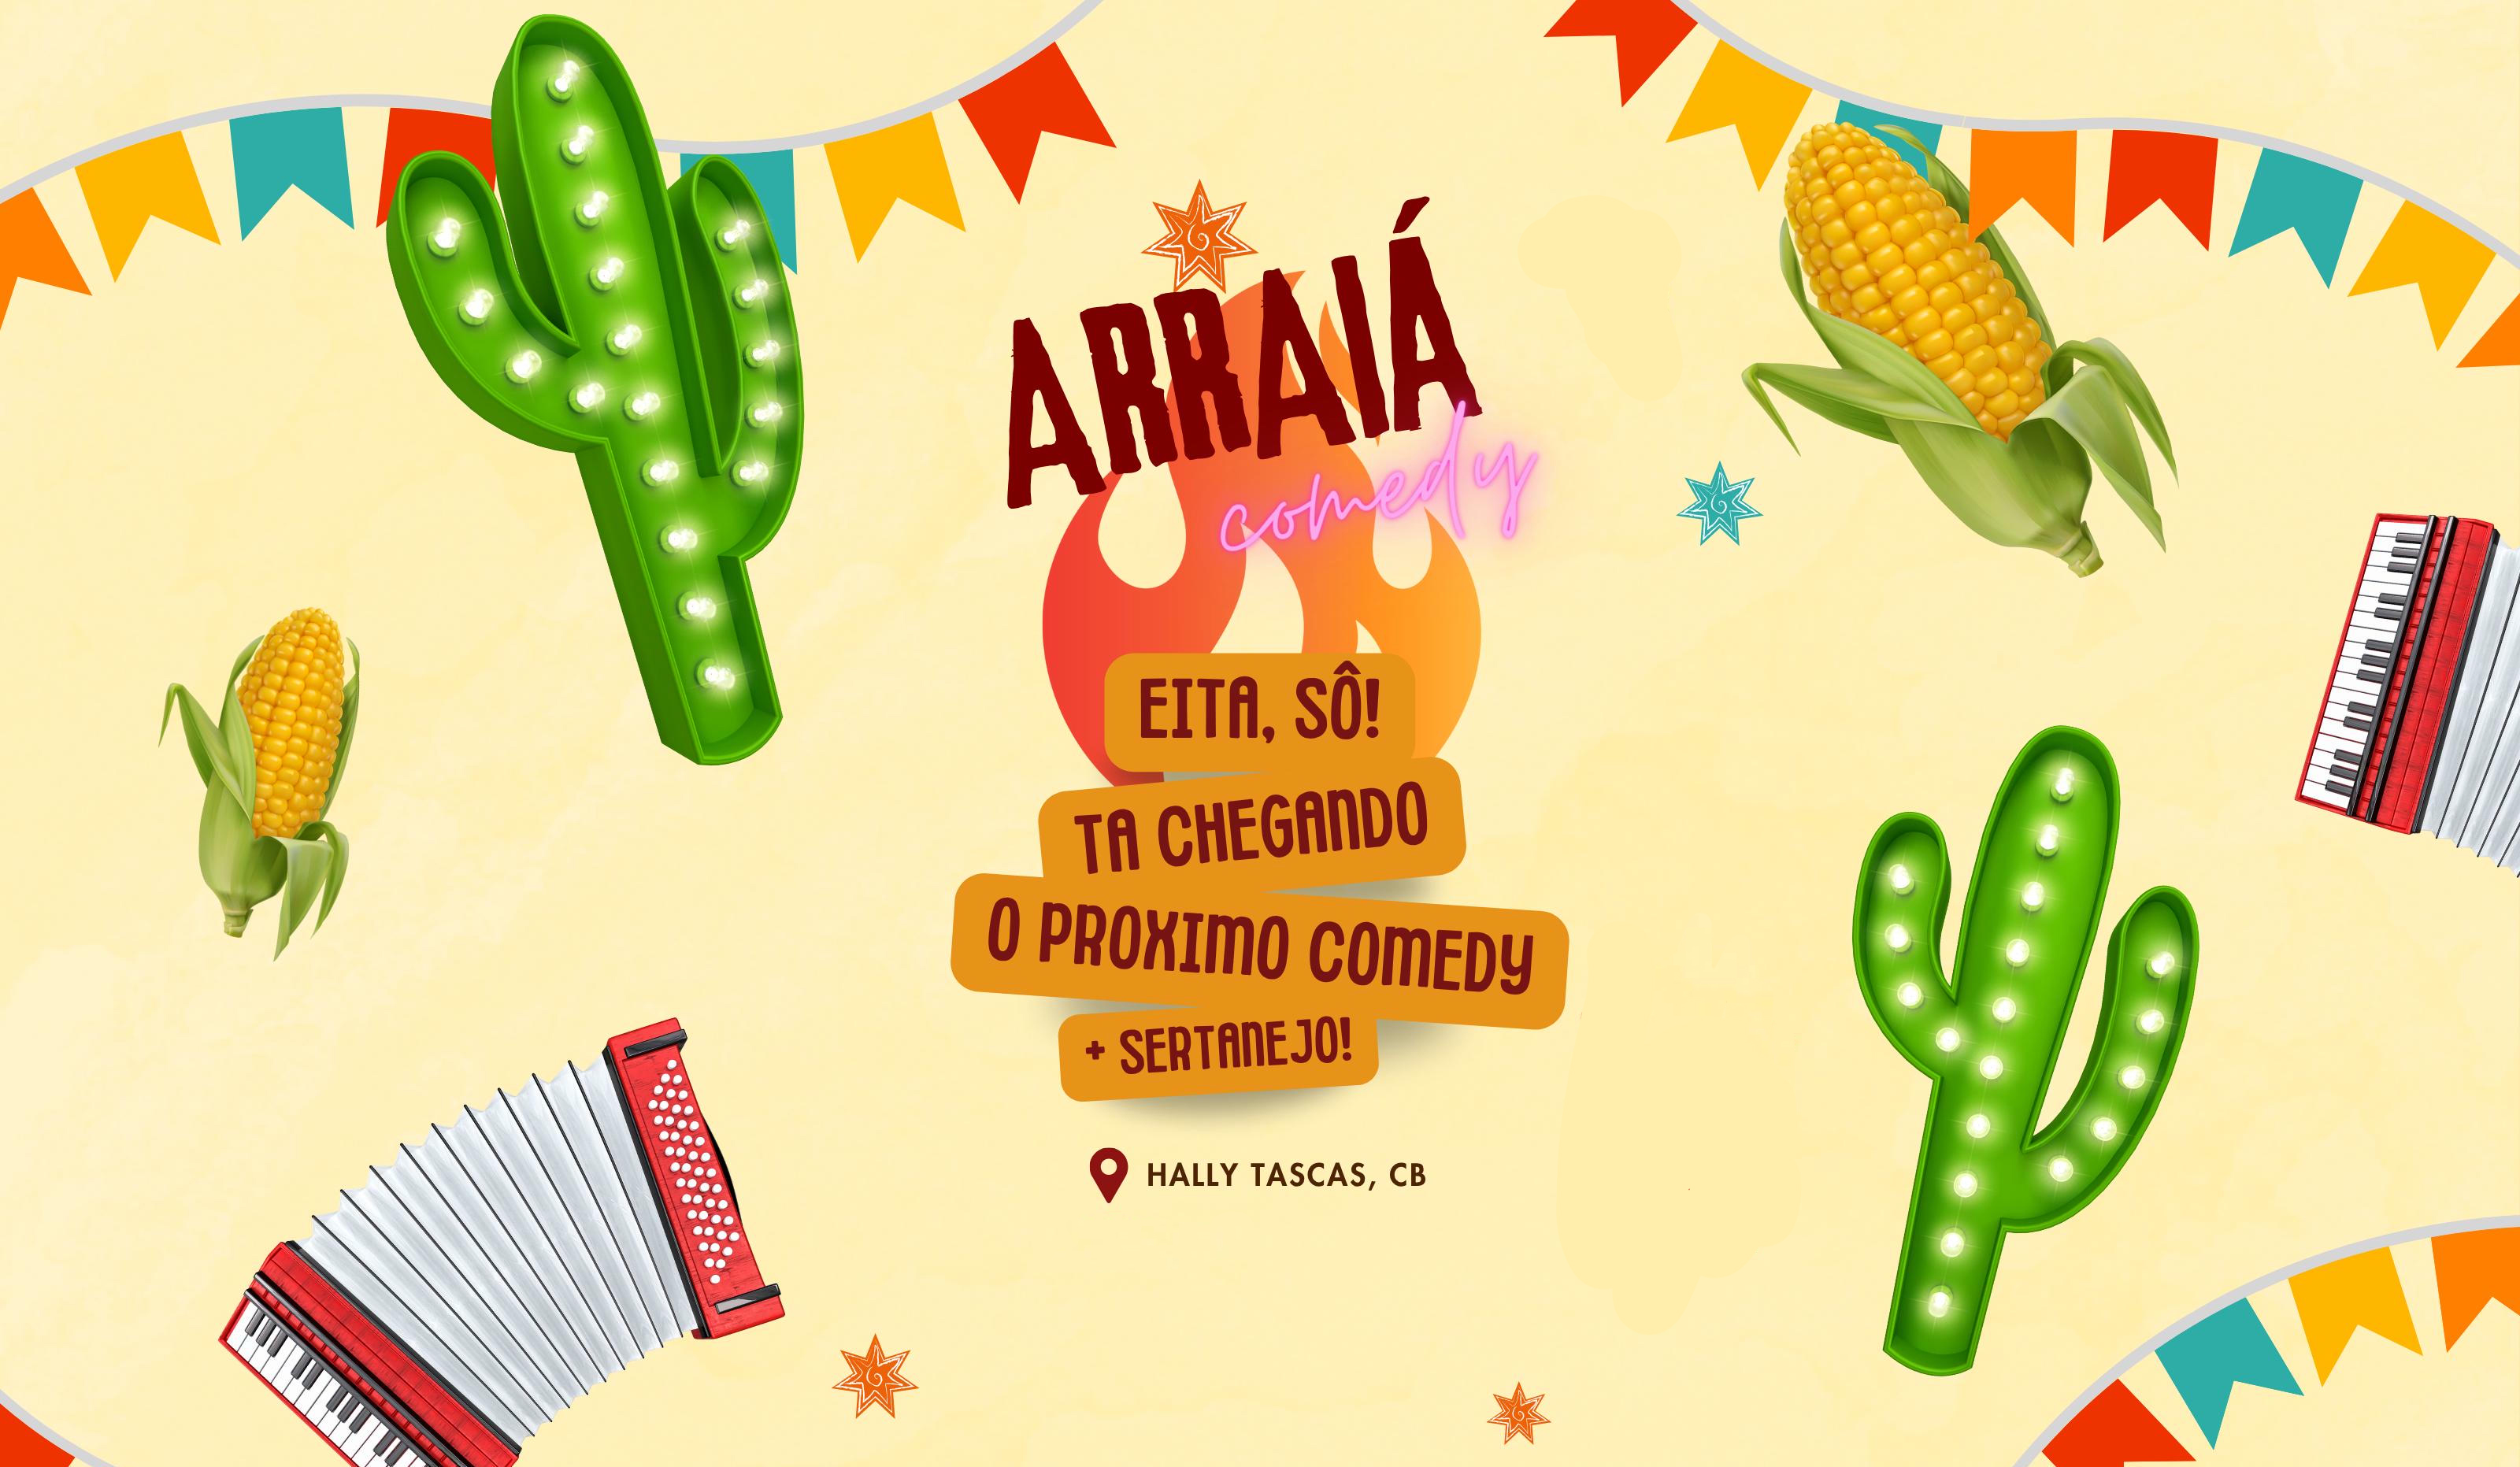 ARRAIÁ
comedy
EITA, SÔ!
TA CHEGANDO
O PROXIMO COMEDY
+ SERTANEJO!
HALLY TASCAS, CB